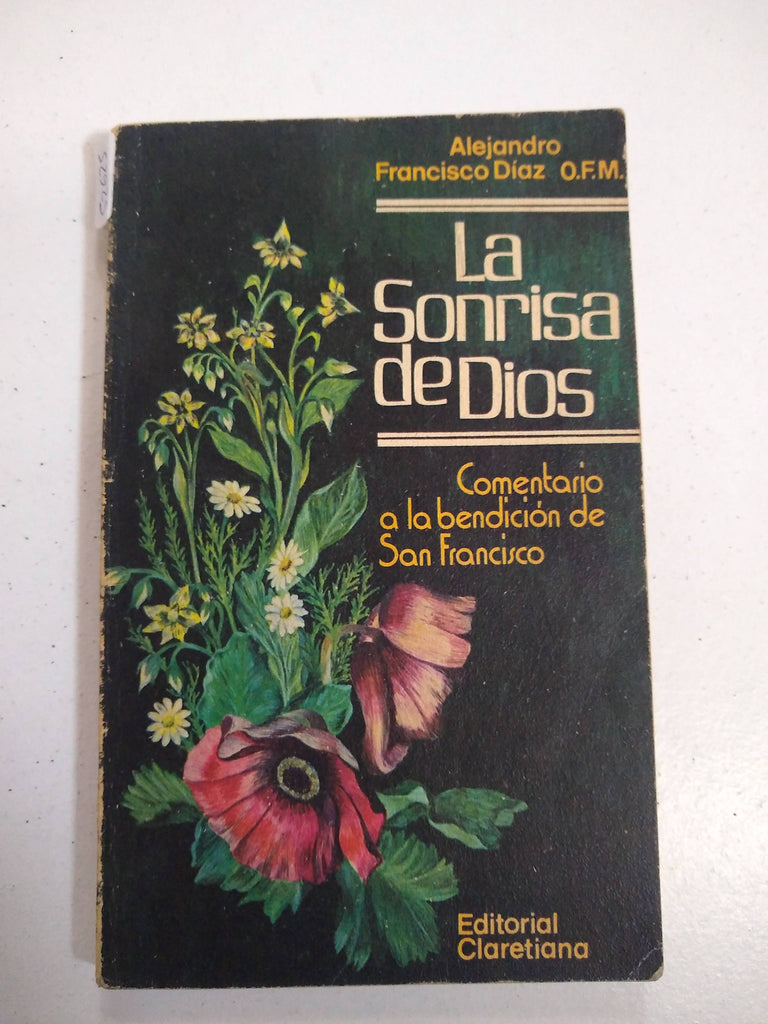 Alejandro
Francisco Díaz O.F.M.
La
Sonrisa
de Dios
Comentario
a la bendición de
San Francisco
Editorial
Claretiana